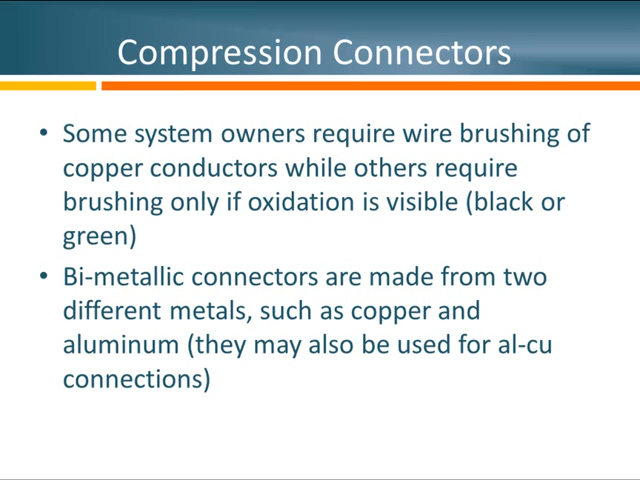 Compression Connectors
• Some system owners require wire brushing of
copper conductors while others require
brushing only if oxidation is visible (black or
green)
• Bi-metallic connectors are made from two
different metals, such as copper and
aluminum (they may also be used for al-cu
connections)